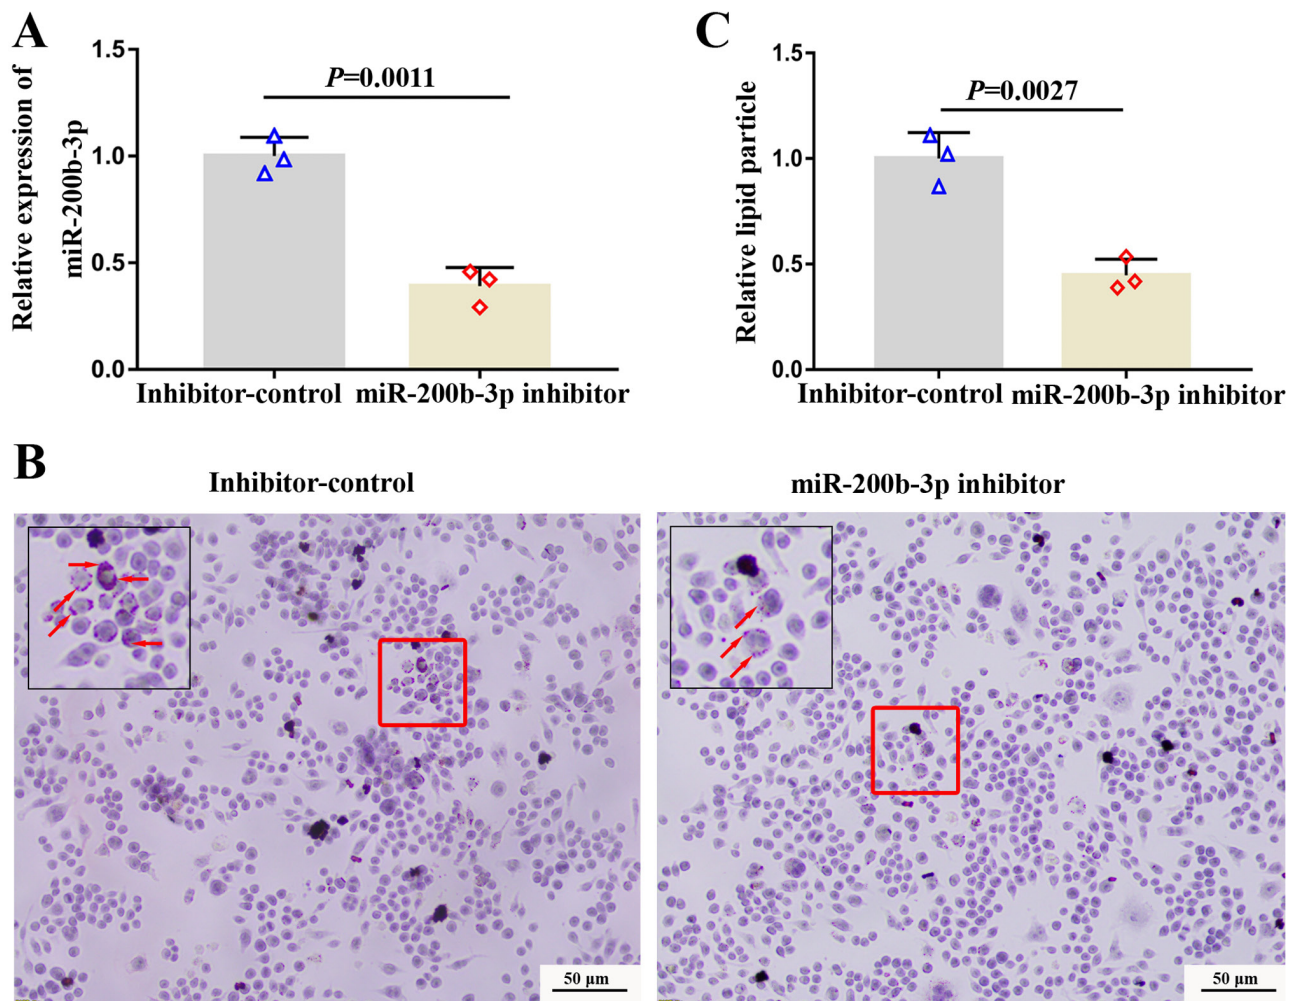 A
Relative expression of
miR-200b-3p
1.5
1.0
0.5
0.0
P=0.0011
Inhibitor-control
miR-200b-3p inhibitor
C
Relative lipid particle
1.5
1.0
0.5
0.0
P=0.0027
Inhibitor-control
miR-200b-3p inhibitor
B
Inhibitor-control
miR-200b-3p inhibitor
50 μm
50 μm